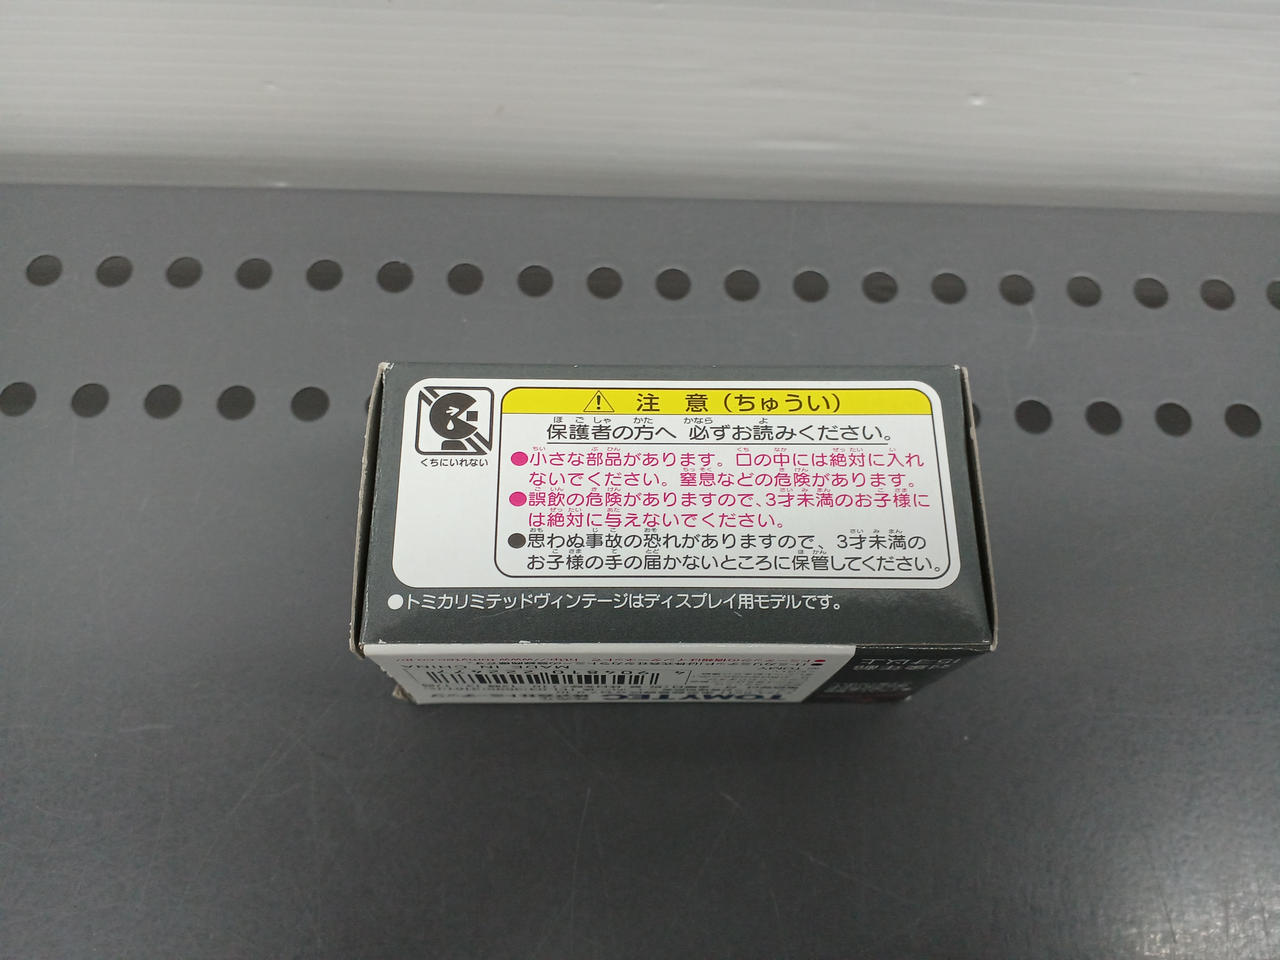 くちにいれない
注意（ちゅうい）
保護者の方へ 必ずお読みください。
●小さな部品があります。口の中には絶対に入れ
ないでください。窒息などの危険があります。
●誤飲の危険がありますので、3才未満のお子様に
は絶対に与えないでください。
●思わぬ事故の恐れがありますので、3才未満の
お子様の手の届かないところに保管してください。
●トミカリミテッドヴィンテージはディスプレイ用モデルです。
TOMYTEC